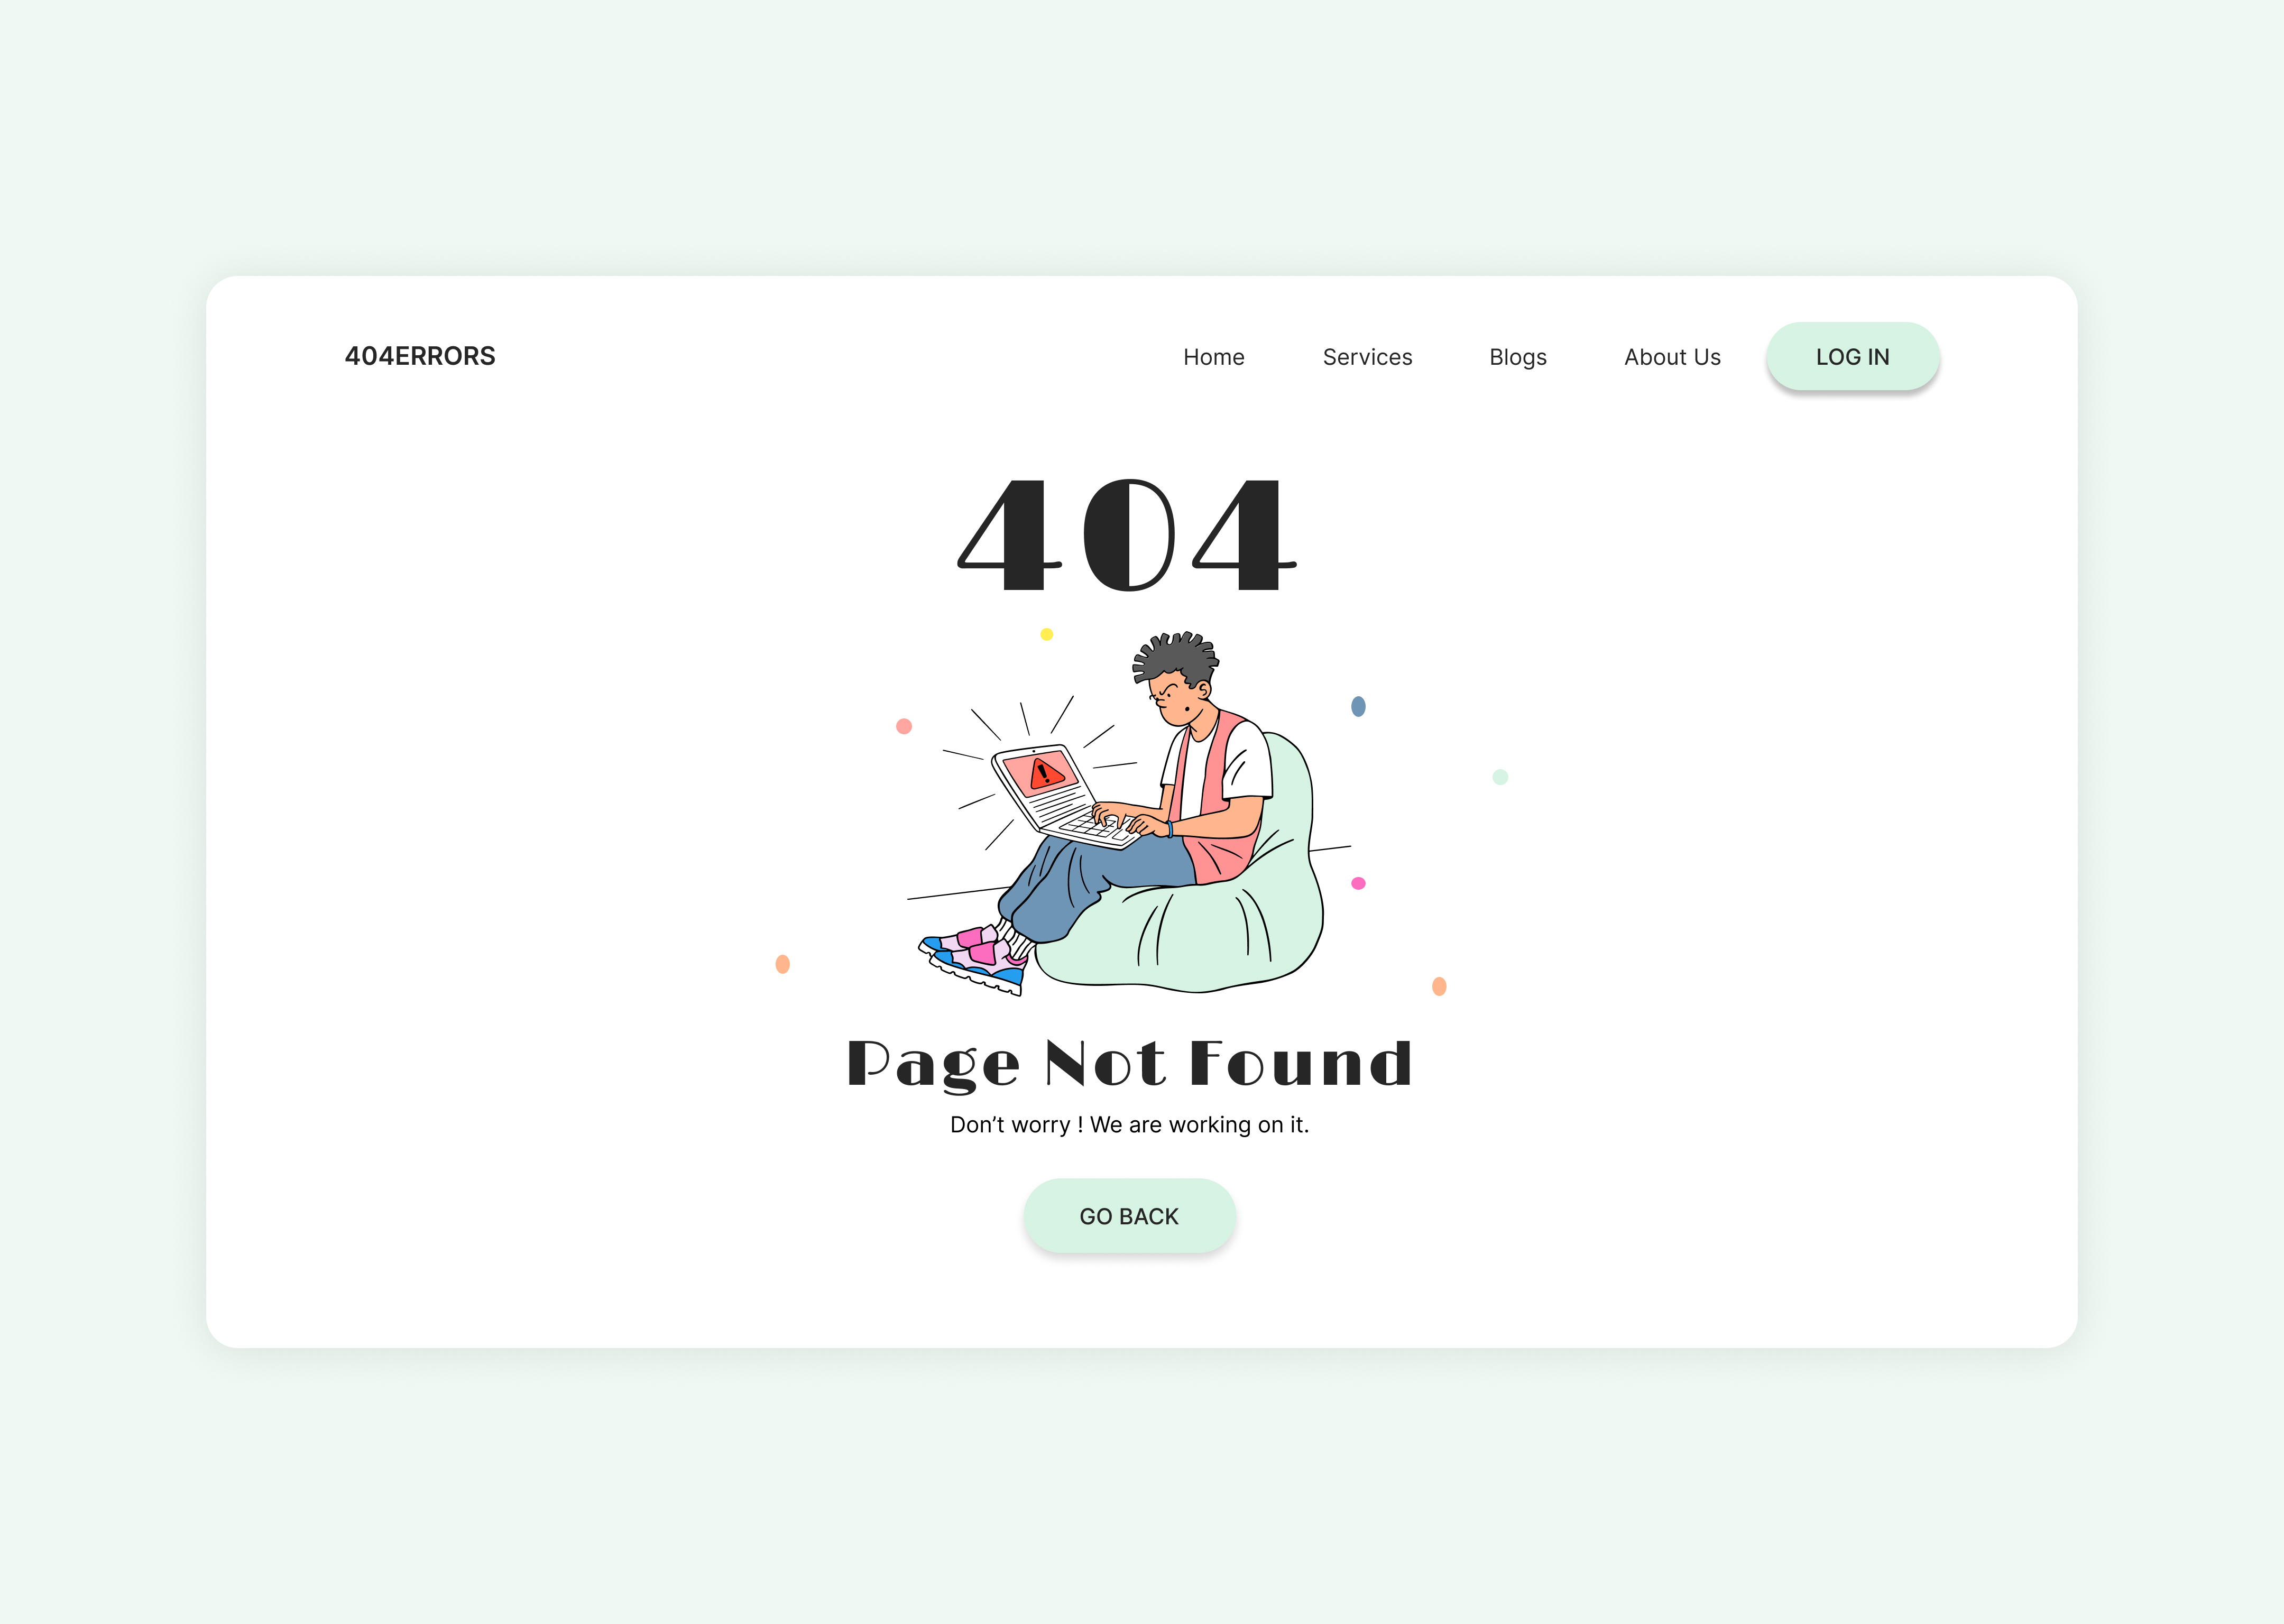 404ERRORS Home Services Blogs About Us LOG IN
404
Page Not Found
Don’t worry ! We are working on it.
GO BACK